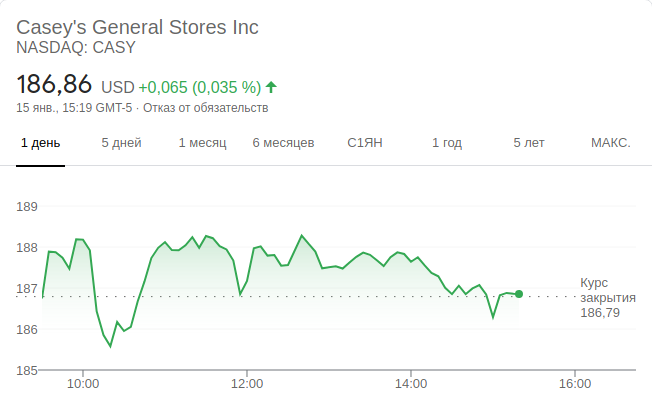 Casey's General Stores Inc
NASDAQ: CASY
186,86 USD +0,065 (0,035 %)
15 янв., 15:19 GMT-5 · Отказ от обязательств
1 день 5 дней 1 месяц 6 месяцев С1ЯН 1 год 5 лет МАКС.
189
188
187
186
185
Курс
закрытия
186,79
10:00 12:00 14:00 16:00